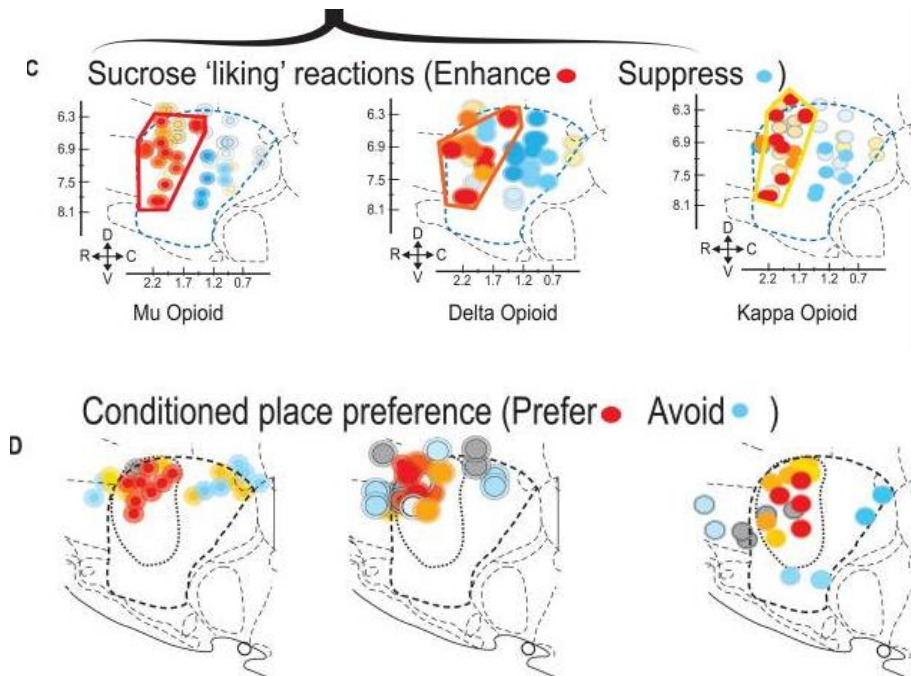 C Sucrose 'liking' reactions (Enhance Suppress )
6.3 6.3 6.3
6.9 6.9 6.9
7.5 7.5 7.5
8.1 8.1 8.1
D D D
R C R C R C
V V V
2.2 1.7 1.2 0.7 2.2 1.7 1.2 0.7 2.2 1.7 1.2 0.7
Mu Opioid Delta Opioid Kappa Opioid
Conditioned place preference (Prefer Avoid )
D